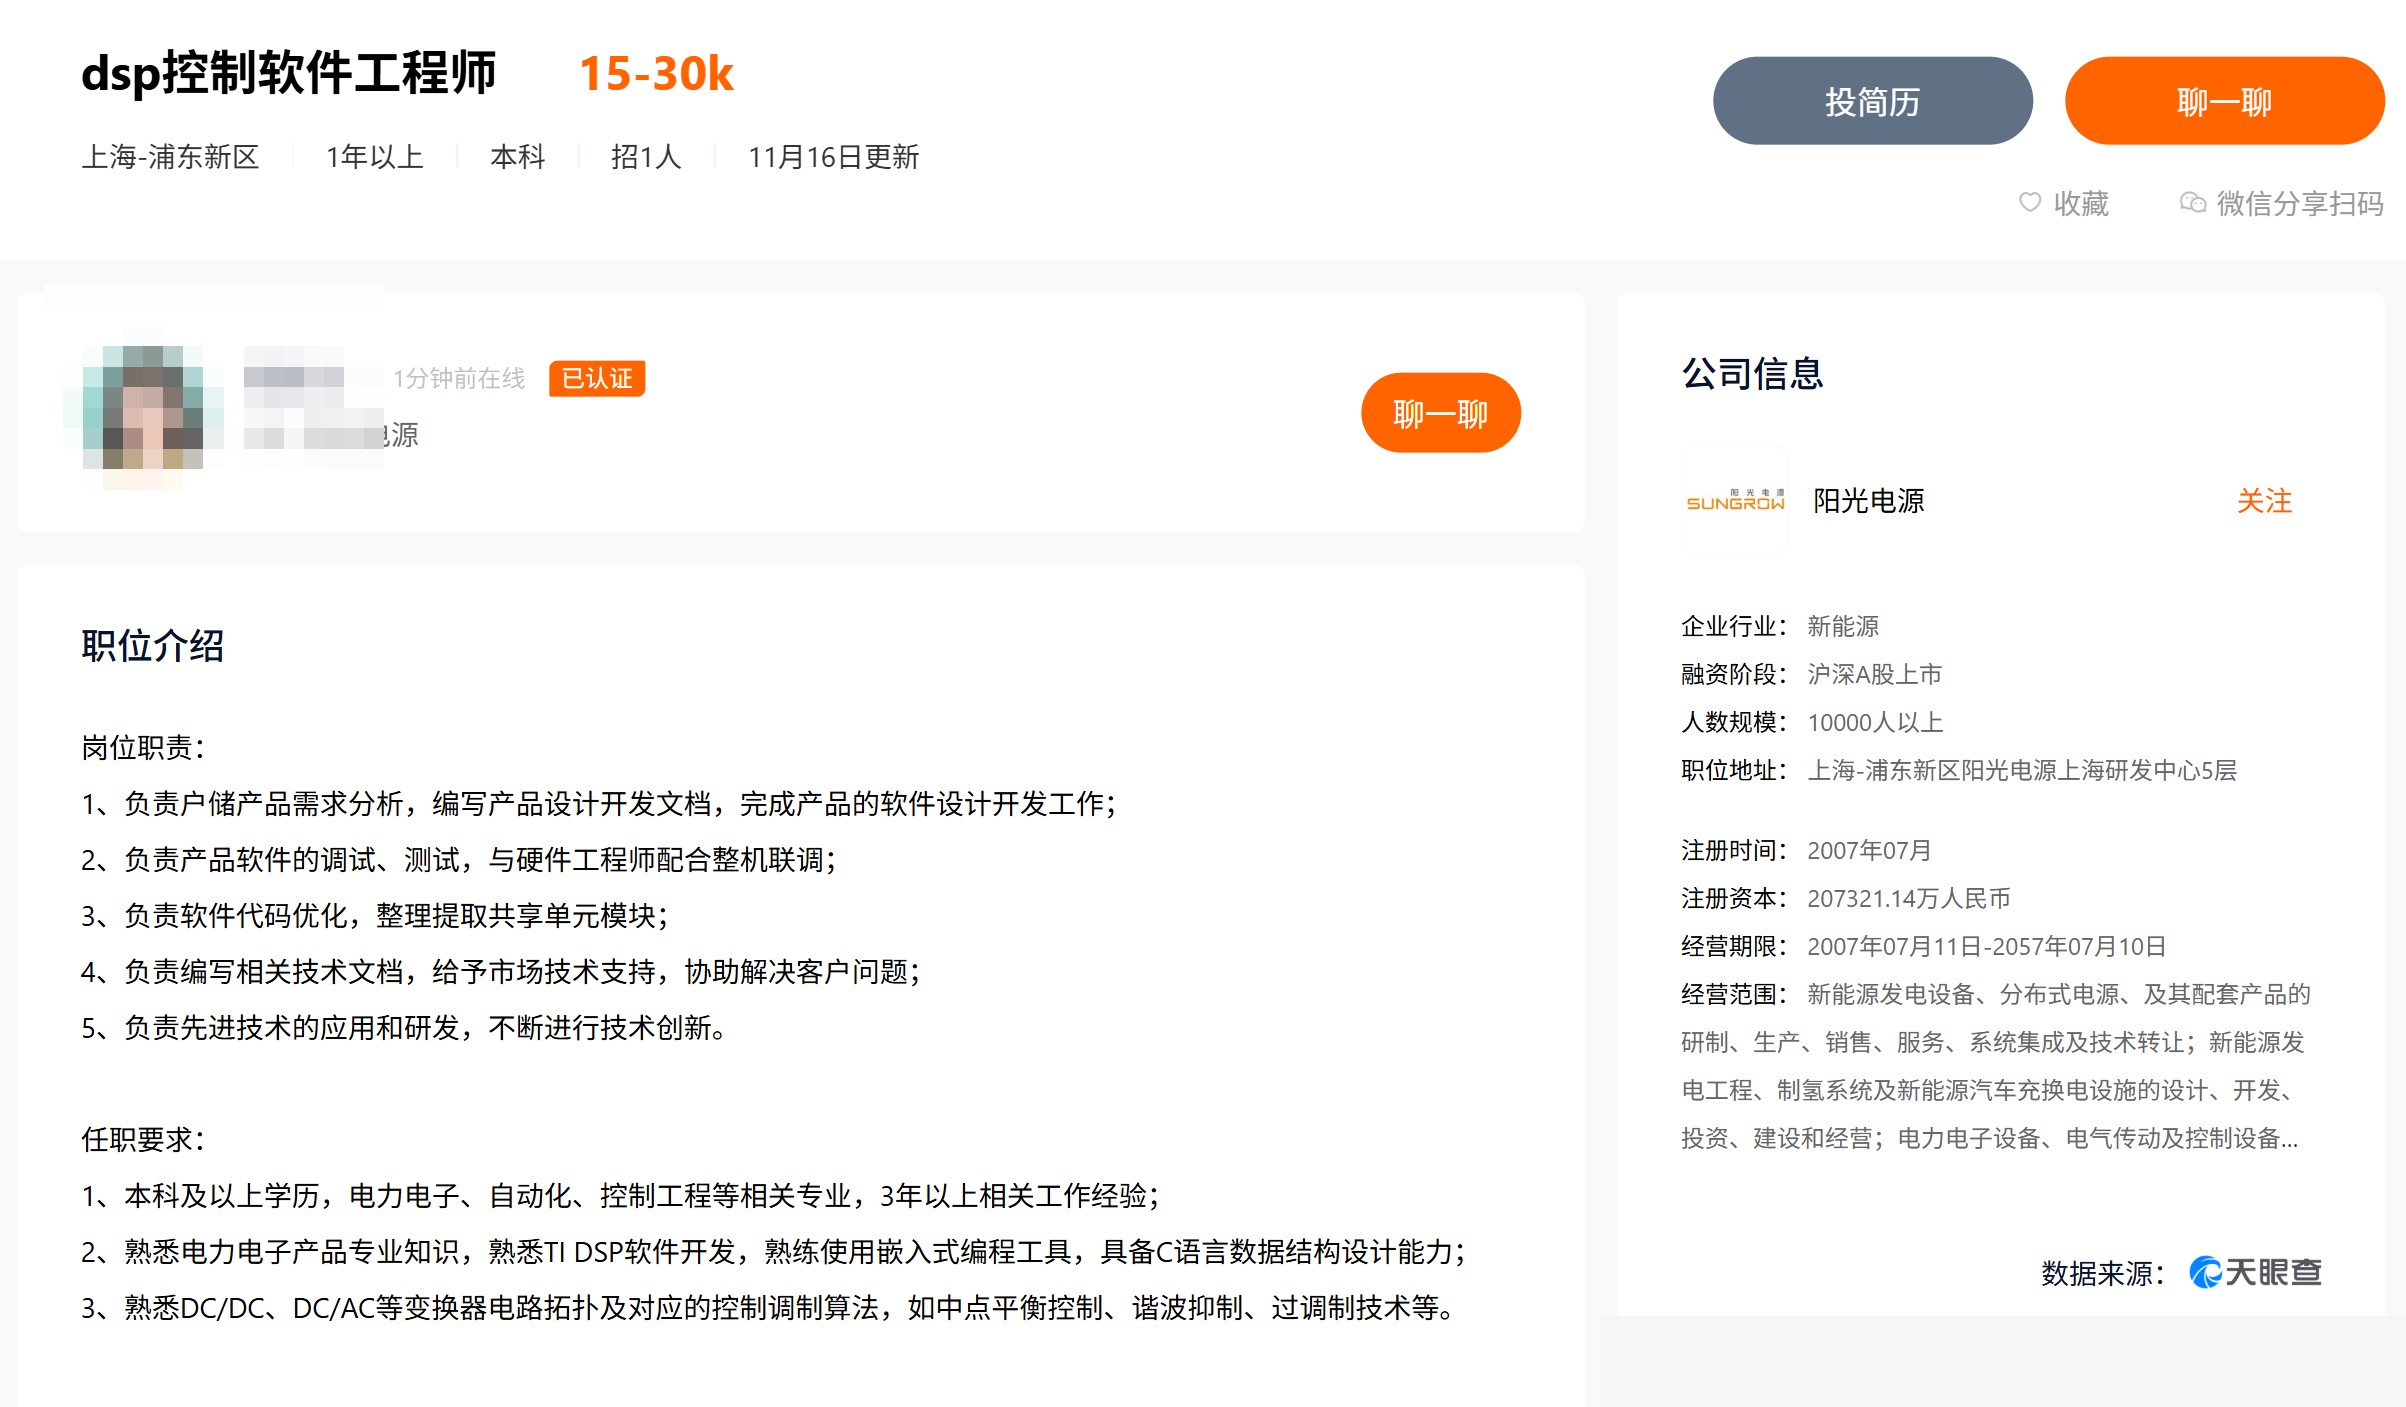 dsp控制软件工程师 15-30k
投简历
聊一聊
上海-浦东新区 1年以上 本科 招1人 11月16日更新
收藏 微信分享扫码
1分钟前在线 已认证
源
聊一聊
职位介绍
岗位职责：
1、负责户储产品需求分析，编写产品设计开发文档，完成产品的软件设计开发工作；
2、负责产品软件的调试、测试，与硬件工程师配合整机联调；
3、负责软件代码优化，整理提取共享单元模块；
4、负责编写相关技术文档，给予市场技术支持，协助解决客户问题；
5、负责先进技术的应用和研发，不断进行技术创新。
任职要求：
1、本科及以上学历，电力电子、自动化、控制工程等相关专业，3年以上相关工作经验；
2、熟悉电力电子产品专业知识，熟悉TI DSP软件开发，熟练使用嵌入式编程工具，具备C语言数据结构设计能力；
3、熟悉DC/DC、DC/AC等变换器电路拓扑及对应的控制调制算法，如中点平衡控制、谐波抑制、过调制技术等。
公司信息
阳光电源
SUNGROW
阳光电源
关注
企业行业： 新能源
融资阶段： 沪深A股上市
人数规模： 10000人以上
职位地址： 上海-浦东新区阳光电源上海研发中心5层
注册时间： 2007年07月
注册资本： 207321.14万人民币
经营期限： 2007年07月11日-2057年07月10日
经营范围： 新能源发电设备、分布式电源、及其配套产品的
研制、生产、销售、服务、系统集成及技术转让；新能源发
电工程、制氢系统及新能源汽车充换电设施的设计、开发、
投资、建设和经营；电力电子设备、电气传动及控制设备...
数据来源： 天眼查